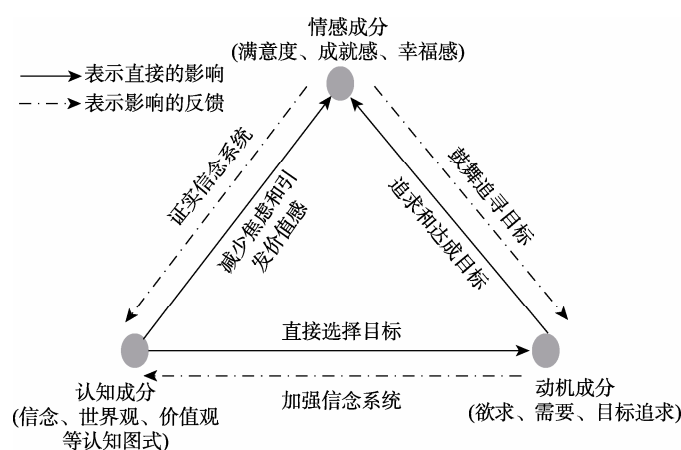 情感成分
(满意度、成就感、幸福感)
表示直接的影响
表示影响的反馈
证实信念系统
减少焦虑和引
发价值感
追求和达成目标
鼓舞追寻目标
直接选择目标
加强信念系统
认知成分
(信念、世界观、价值观
等认知图式)
动机成分
(欲求、需要、目标追求)